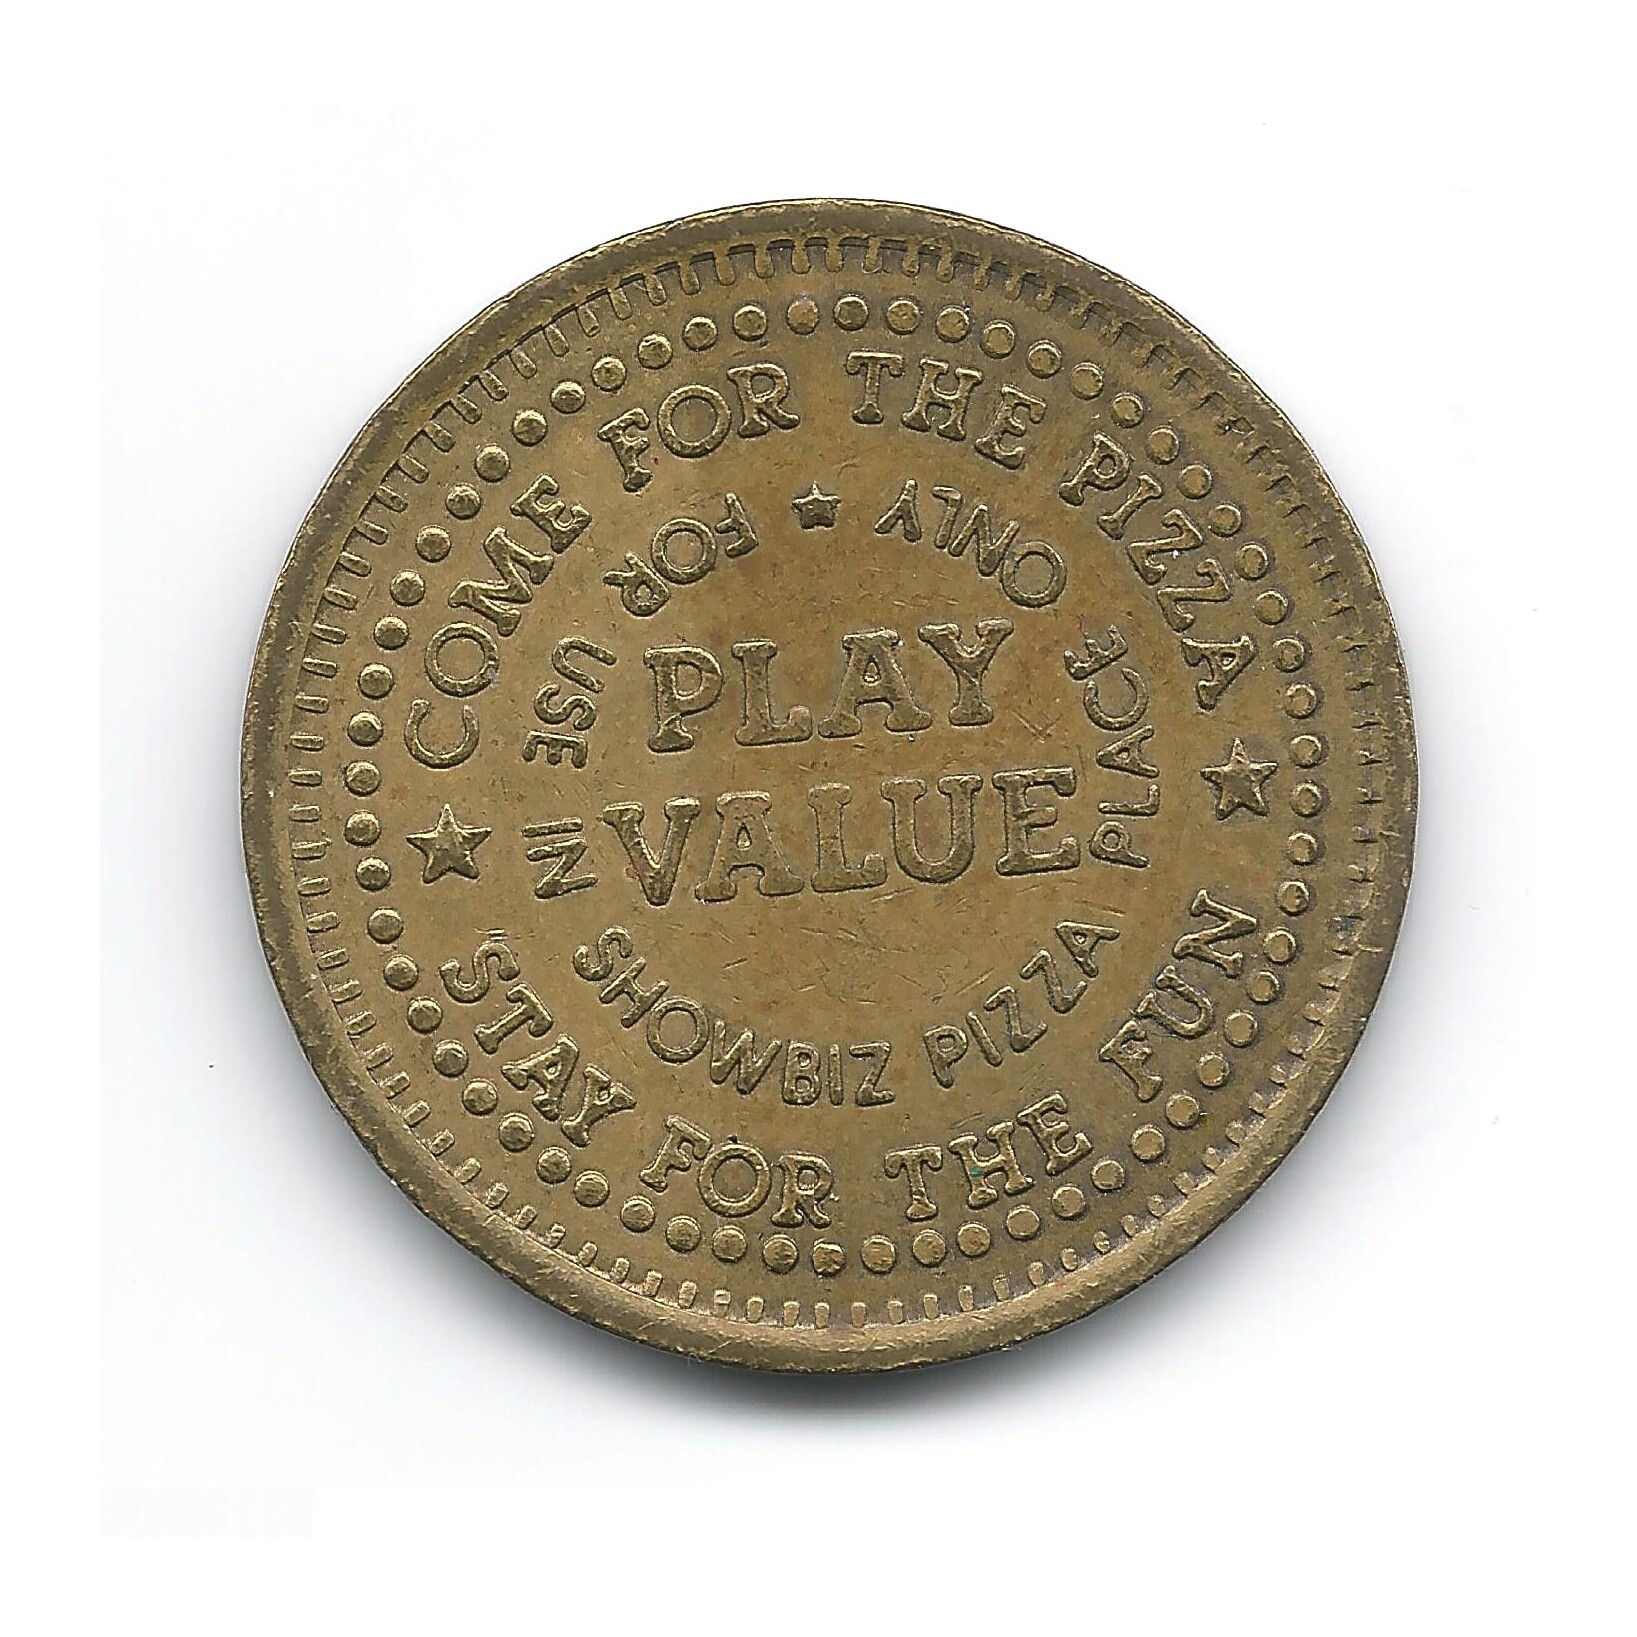 COME FOR THE PIZZA
STAY FOR THE FUN
FOR USE IN SHOWBIZ PIZZA PLACE ONLY
PLAY
VALUE